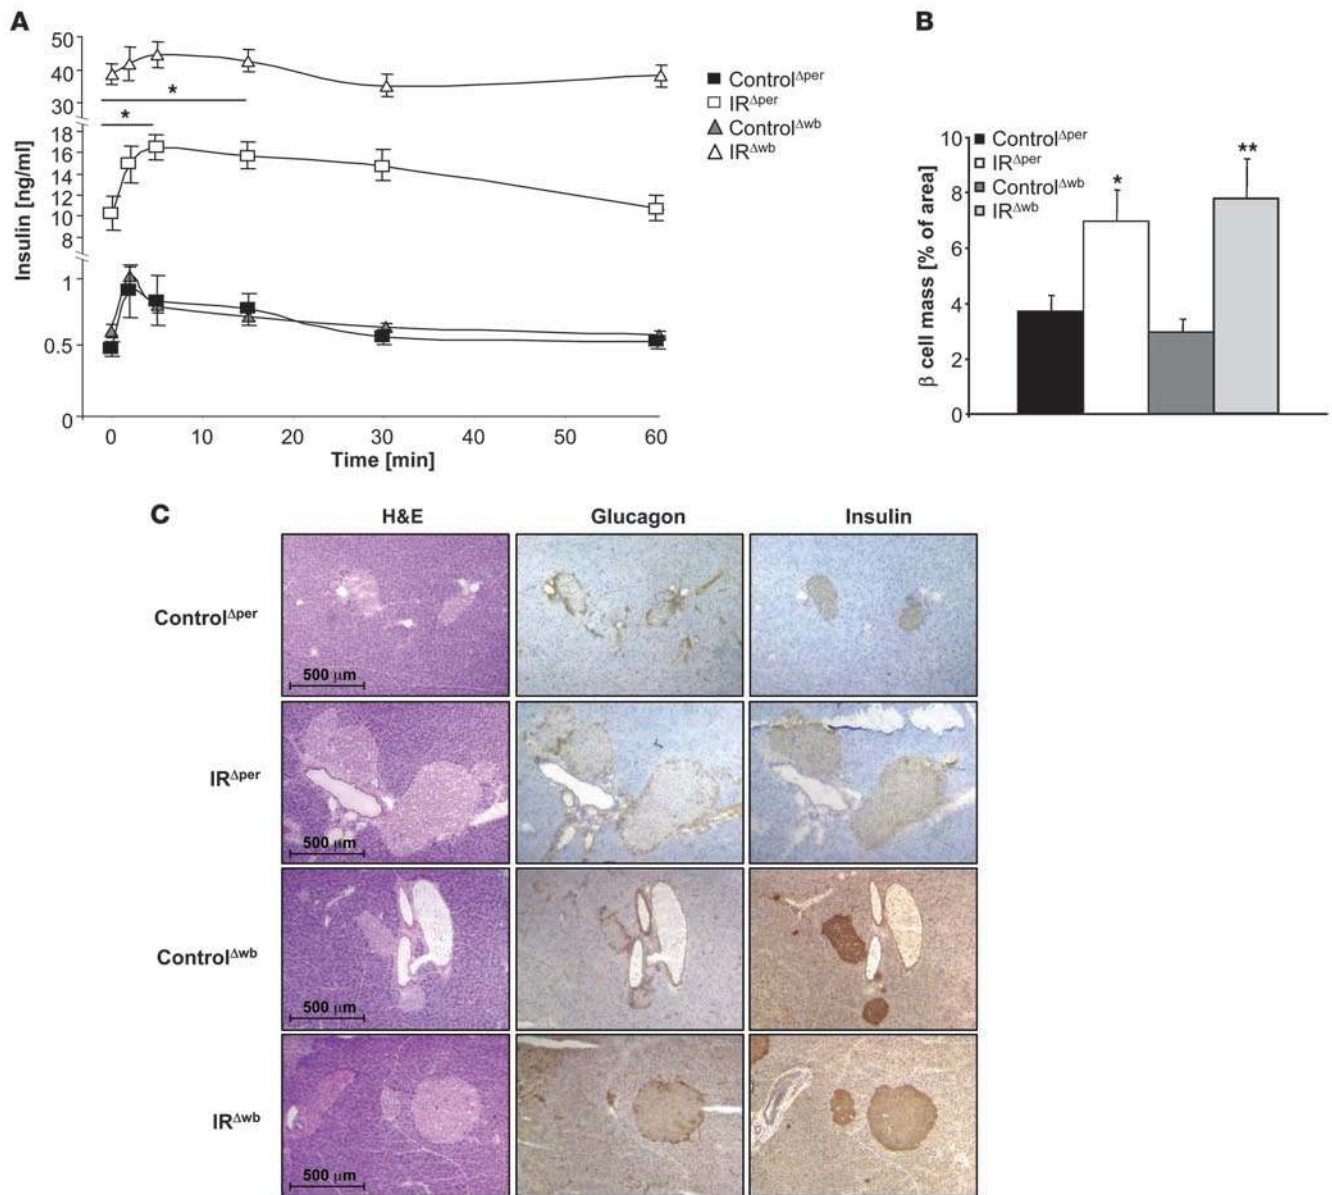 A
Insulin [ng/ml]
50
40
30
18
16
14
12
10
8
1
0.5
0
*
*
0 10 20 30 40 50 60
Time [min]
Control^Δper
IR^Δper
Control^Δwb
IR^Δwb
B
β cell mass [% of area]
10
8
6
4
2
0
Control^Δper
IR^Δper
Control^Δwb
IR^Δwb
*
**
C
H&E Glucagon Insulin
Control^Δper
500 μm
IR^Δper
500 μm
Control^Δwb
500 μm
IR^Δwb
500 μm